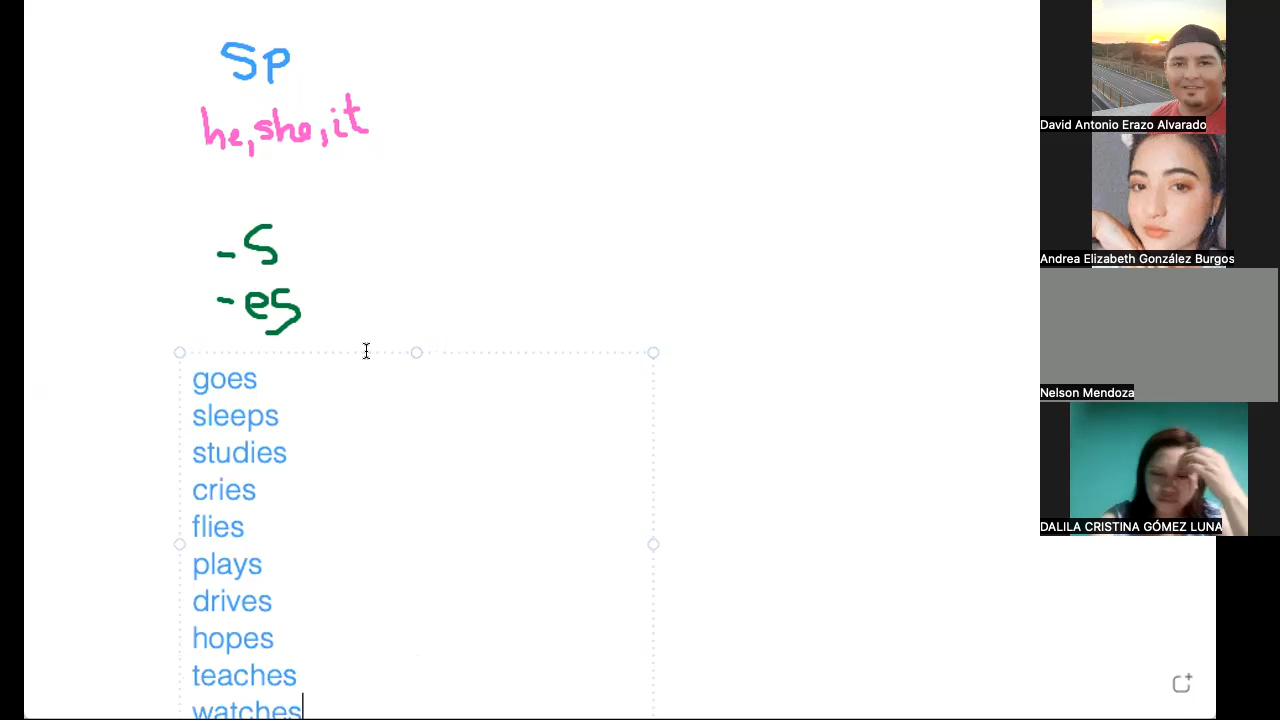 Sp
he, she, it
-S
-es
goes
sleeps
studies
cries
flies
plays
drives
hopes
teaches
watches
David Antonio Erazo Alvarado
Andrea Elizabeth González Burgos
Nelson Mendoza
DALILA CRISTINA GÓMEZ LUNA